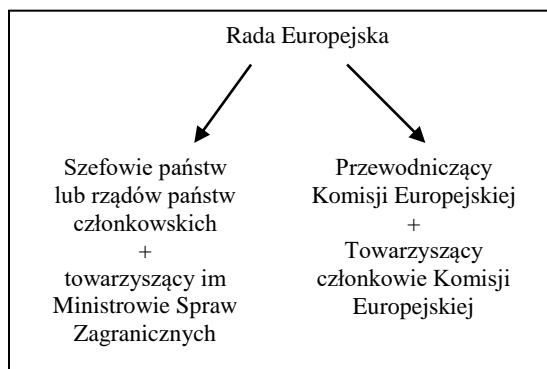 Rada Europejska
Szefowie państw
lub rządów państw
członkowskich
+
towarzyszący im
Ministrowie Spraw
Zagranicznych
Przewodniczący
Komisji Europejskiej
+
Towarzyszący
członkowie Komisji
Europejskiej